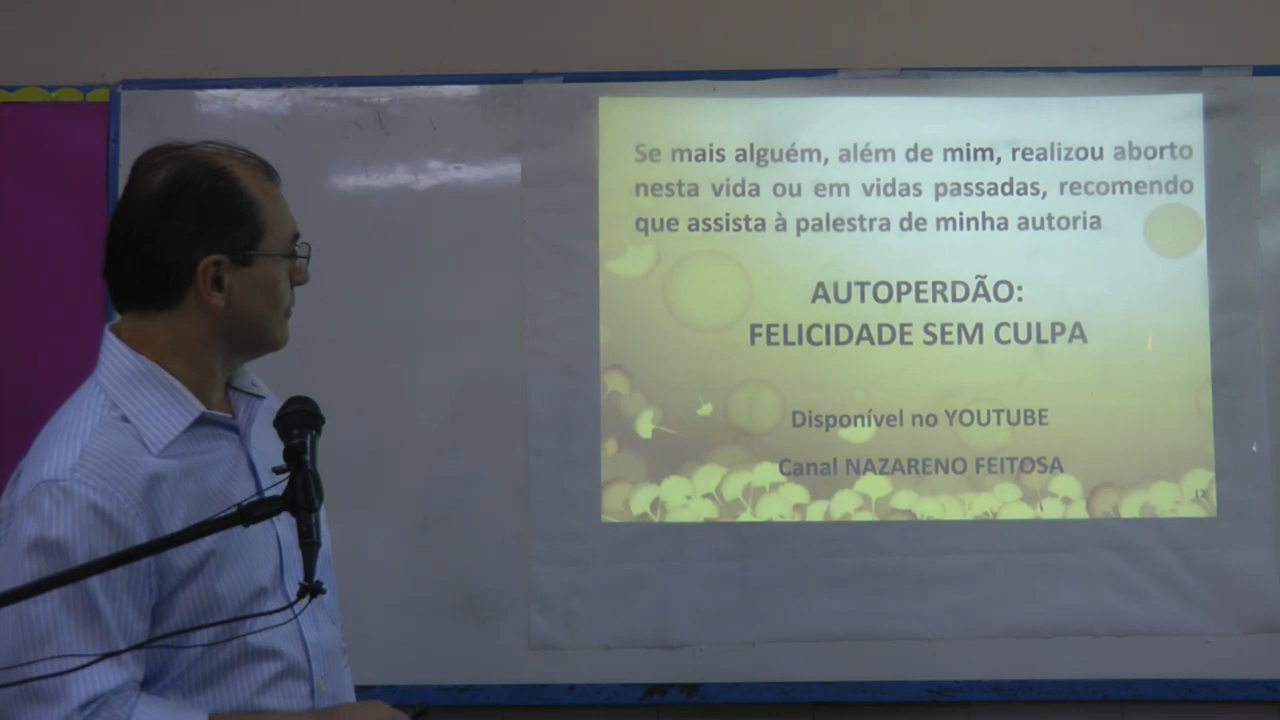 Se mais alguém, além de mim, realizou aborto
nesta vida ou em vidas passadas, recomendo
que assista à palestra de minha autoria
AUTOPERDÃO:
FELICIDADE SEM CULPA
Disponível no YOUTUBE
Canal NAZARENO FEITOSA